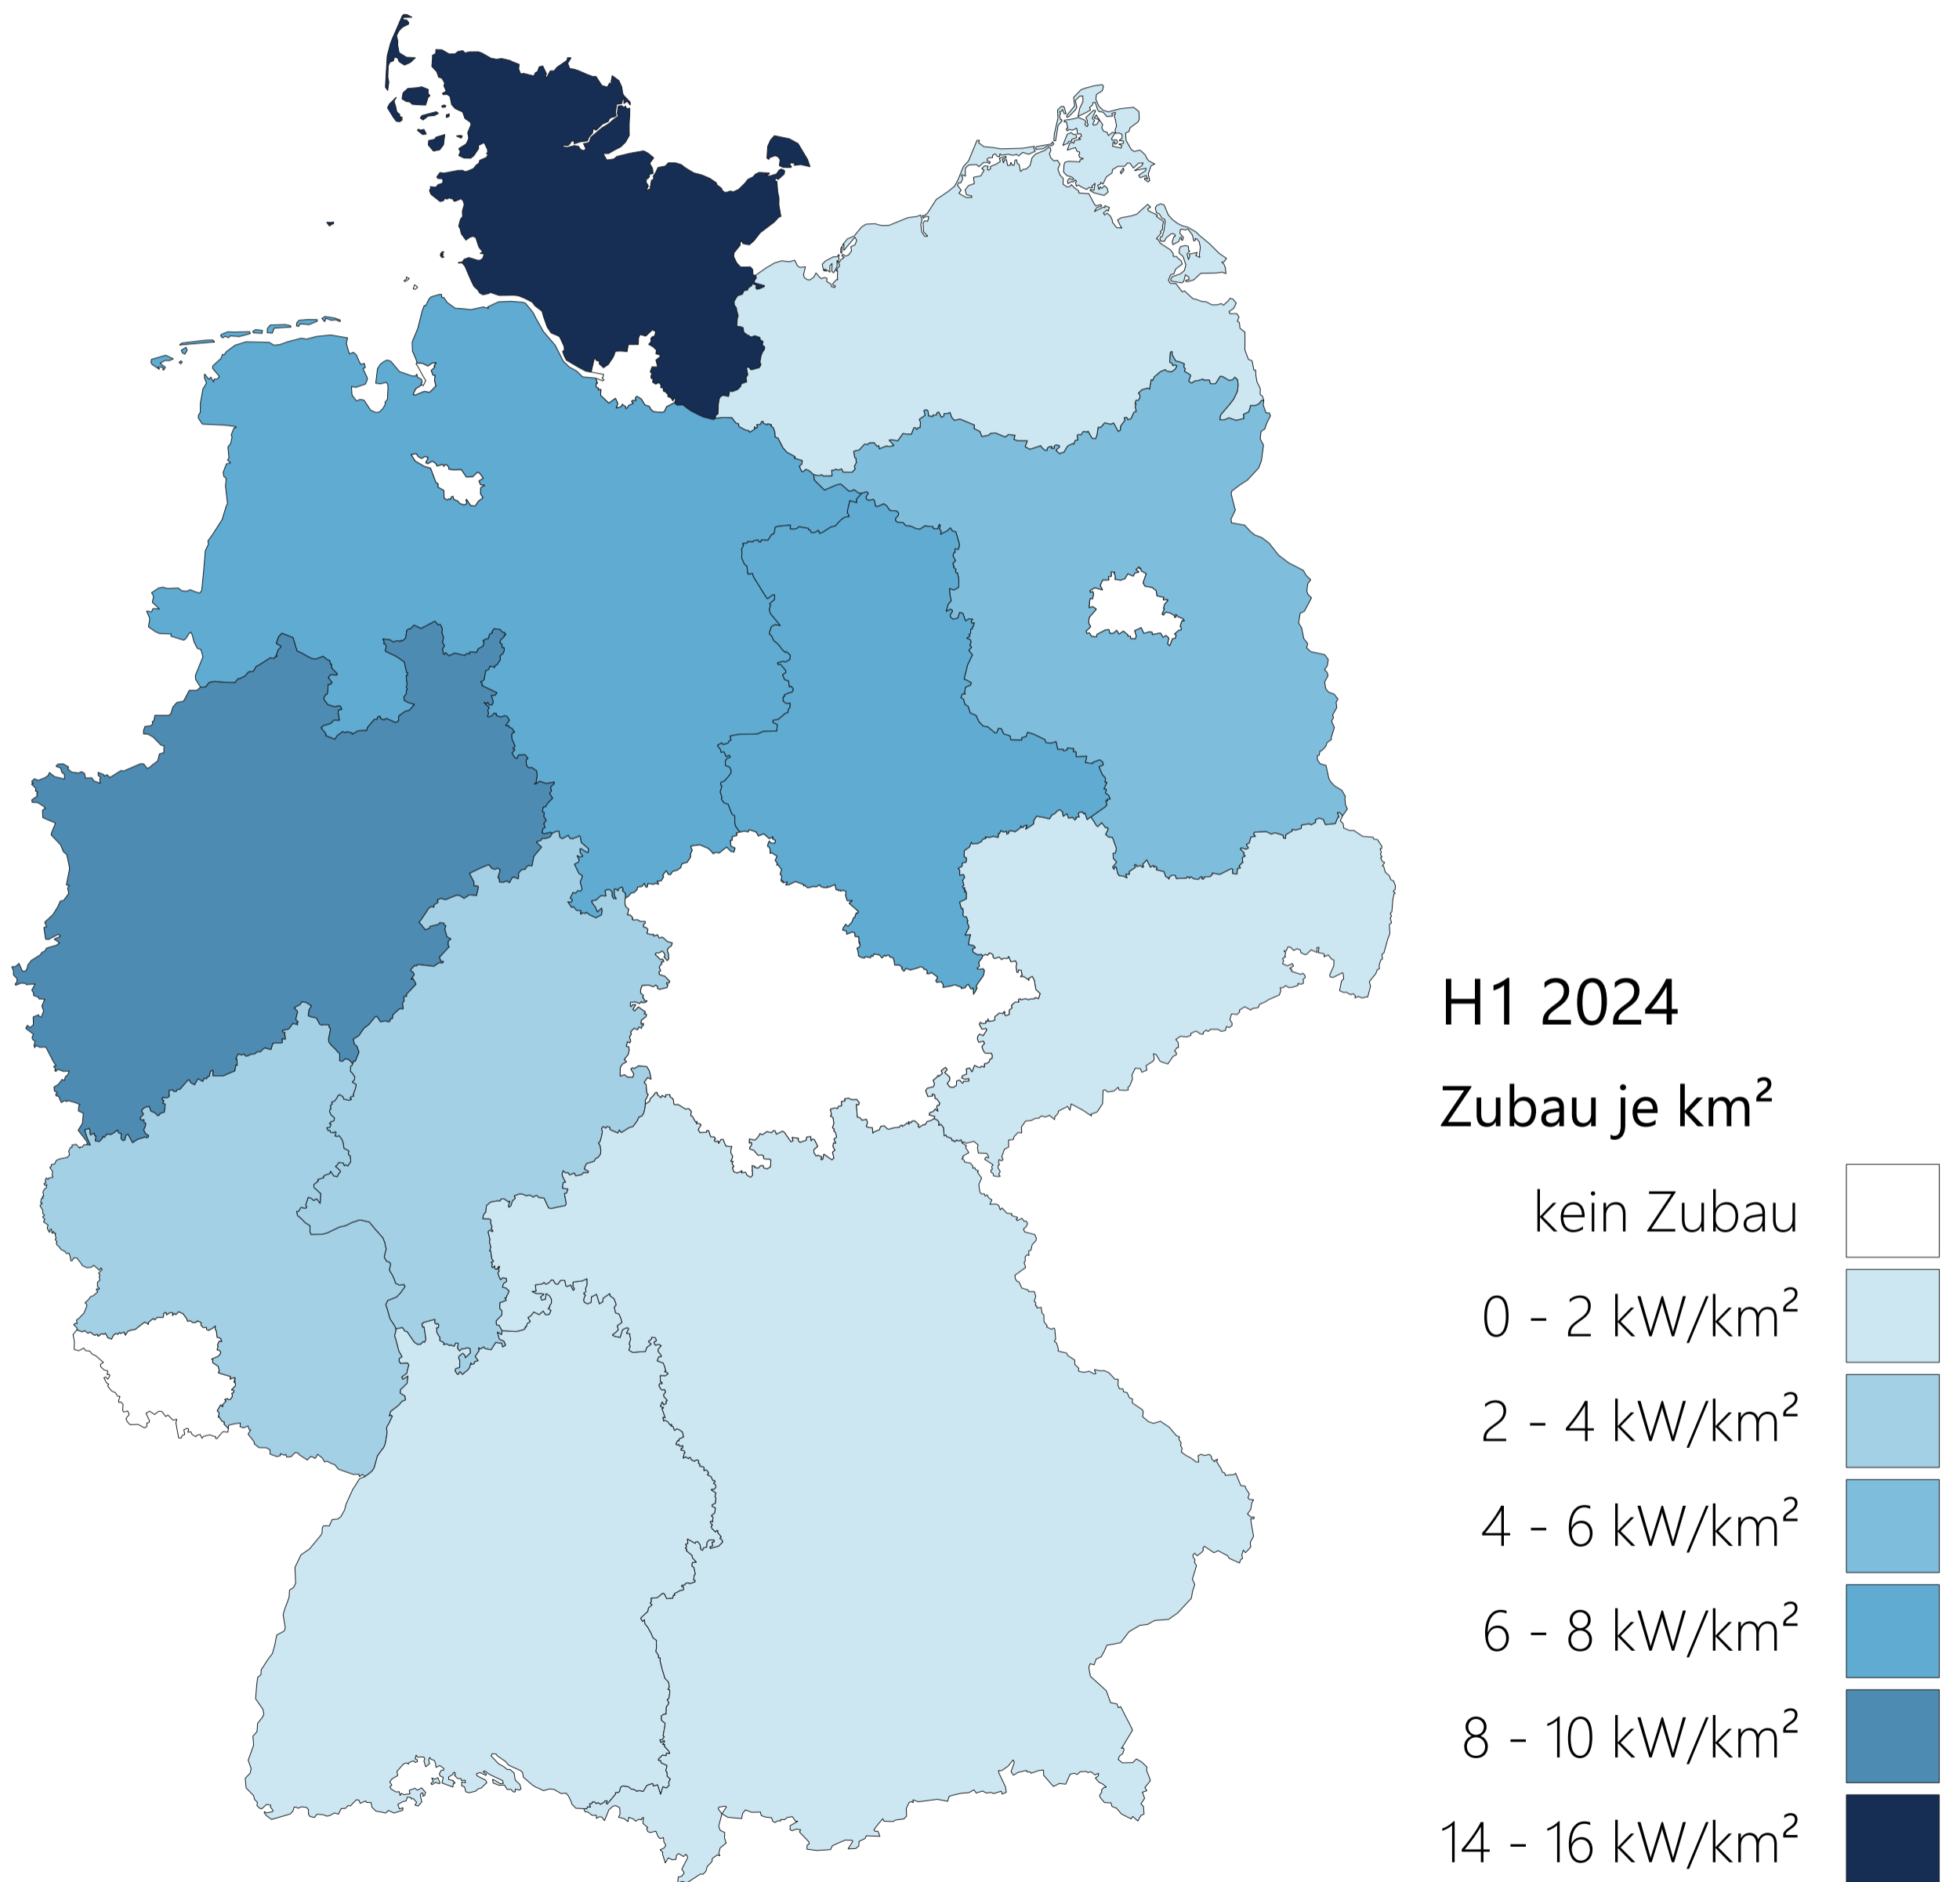 H1 2024
Zubau je km²
kein Zubau
0 - 2 kW/km²
2 - 4 kW/km²
4 - 6 kW/km²
6 - 8 kW/km²
8 - 10 kW/km²
14 - 16 kW/km²